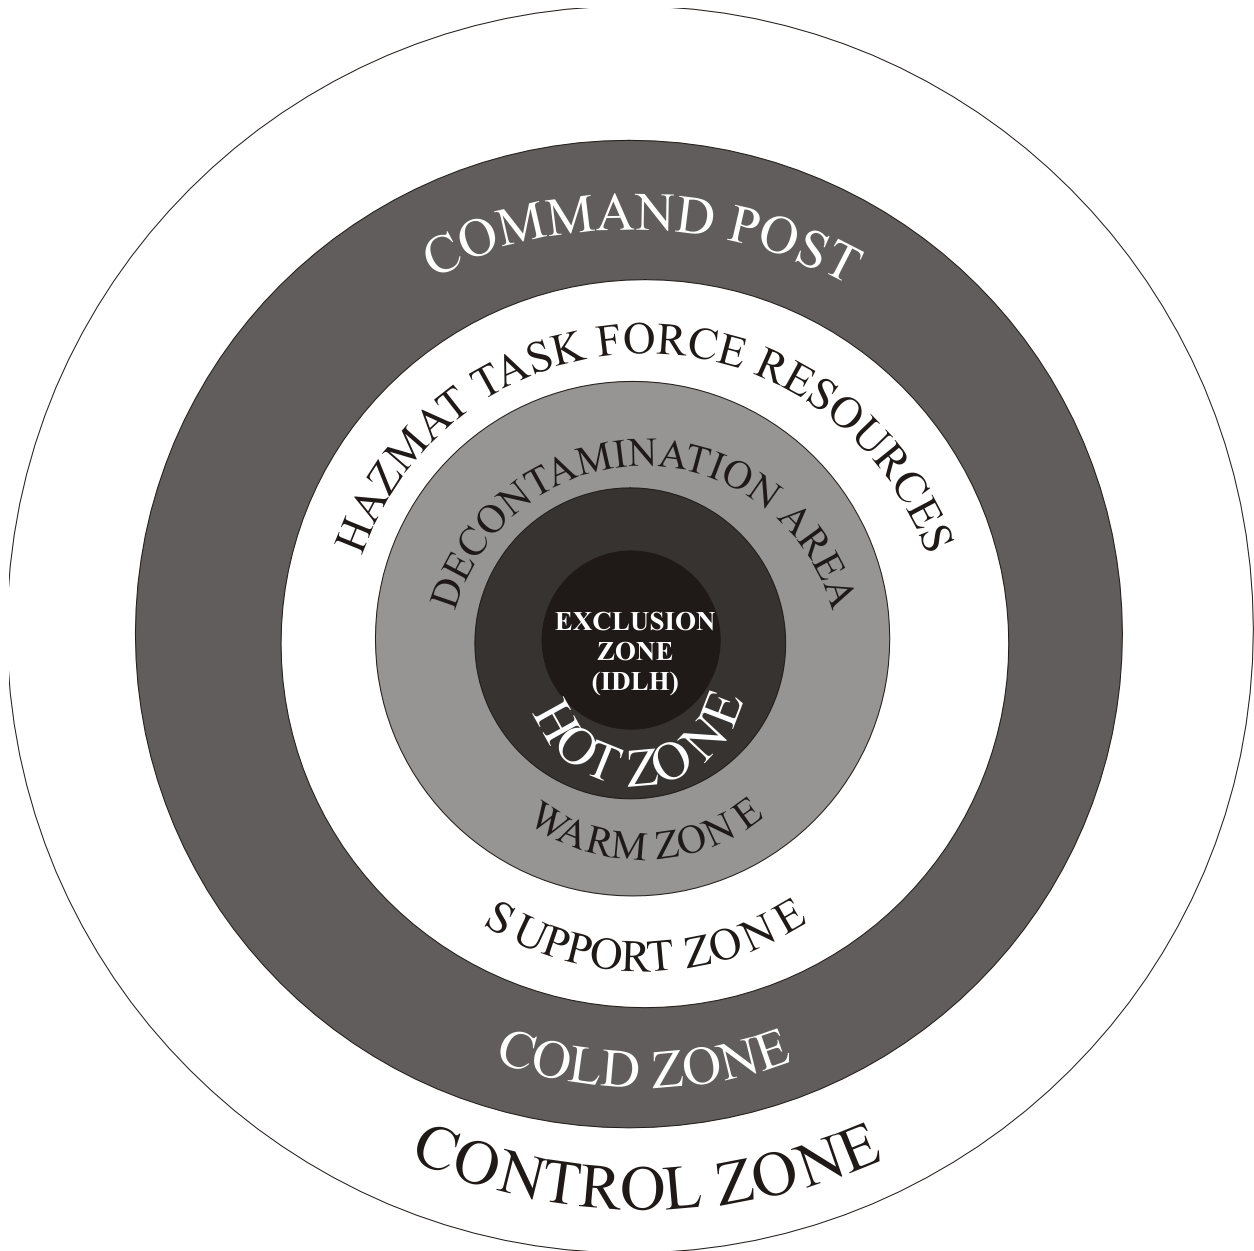 COMMAND POST
HAZMAT TASK FORCE RESOURCES
DECONTAMINATION AREA
EXCLUSION
ZONE
(IDLH)
HOT ZONE
WARM ZONE
SUPPORT ZONE
COLD ZONE
CONTROL ZONE